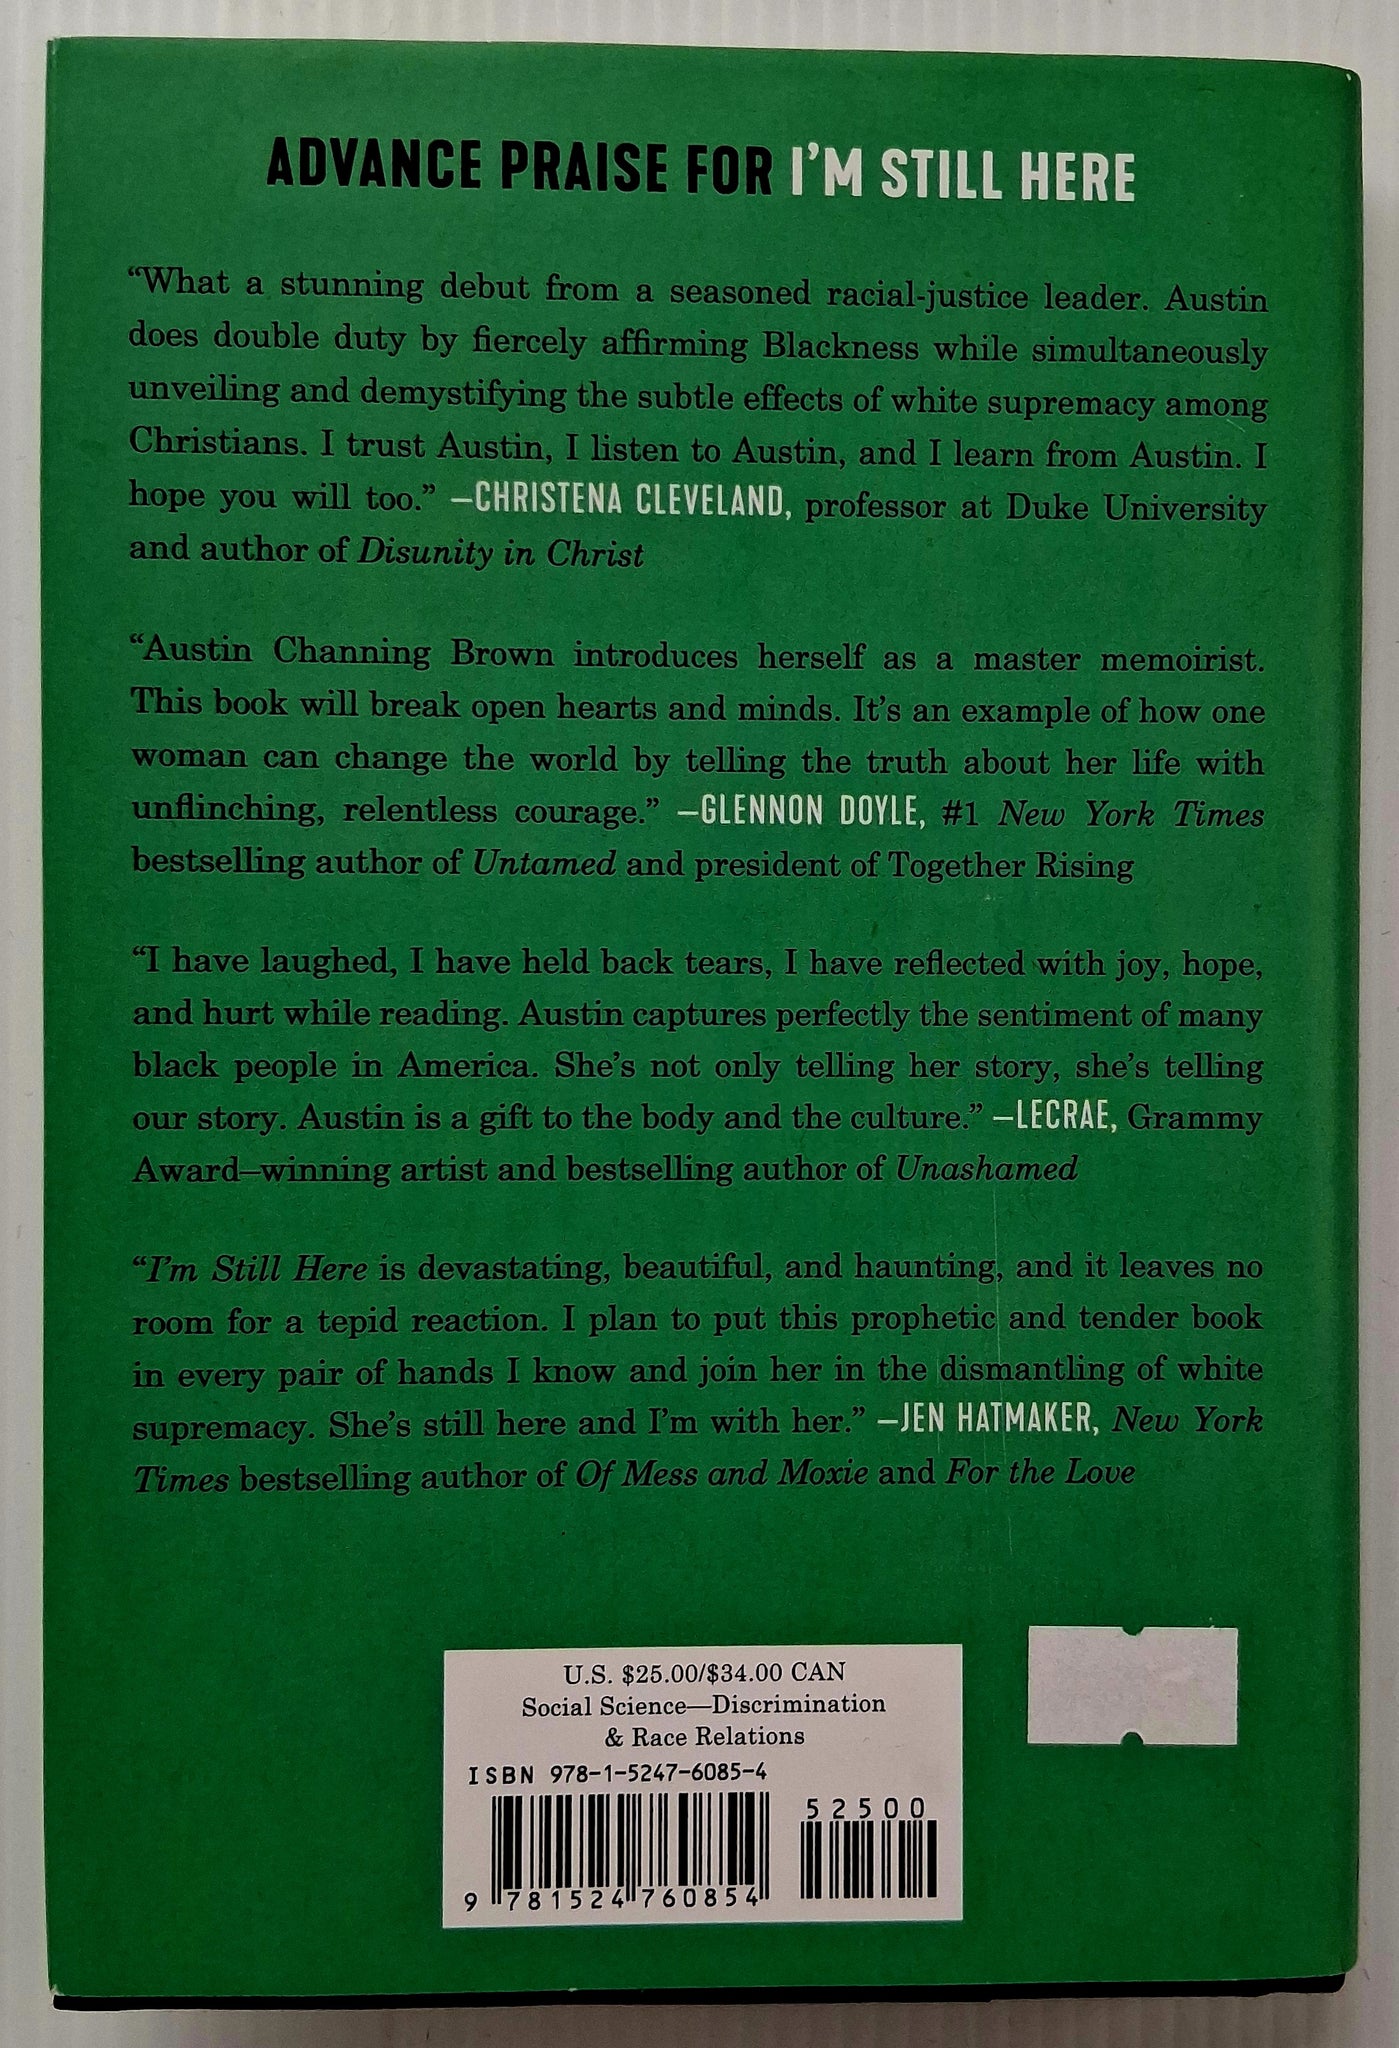 ADVANCE PRAISE FOR I'M STILL HERE
“What a stunning debut from a seasoned racial-justice leader. Austin
does double duty by fiercely affirming Blackness while simultaneously
unveiling and demystifying the subtle effects of white supremacy among
Christians. I trust Austin, I listen to Austin, and I learn from Austin. I
hope you will too.” —CHRISTENA CLEVELAND, professor at Duke University
and author of Disunity in Christ
“Austin Channing Brown introduces herself as a master memoirist.
This book will break open hearts and minds. It’s an example of how one
woman can change the world by telling the truth about her life with
unflinching, relentless courage.” —GLENNON DOYLE, #1 New York Times
bestselling author of Untamed and president of Together Rising
“I have laughed, I have held back tears, I have reflected with joy, hope,
and hurt while reading. Austin captures perfectly the sentiment of many
black people in America. She’s not only telling her story, she’s telling
our story. Austin is a gift to the body and the culture.” —LECRAE, Grammy
Award–winning artist and bestselling author of Unashamed
“I’m Still Here is devastating, beautiful, and haunting, and it leaves no
room for a tepid reaction. I plan to put this prophetic and tender book
in every pair of hands I know and join her in the dismantling of white
supremacy. She’s still here and I’m with her.” —JEN HATMAKER, New York
Times bestselling author of Of Mess and Moxie and For the Love
U.S. $25.00/$34.00 CAN
Social Science—Discrimination
& Race Relations
ISBN 978-1-5247-6085-4
52500
9 781524 760854